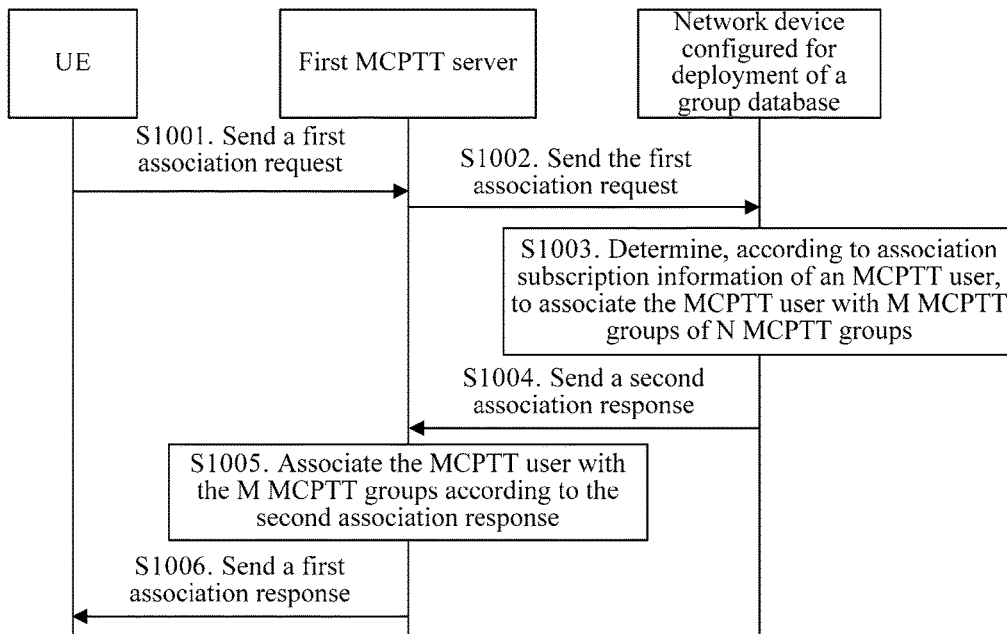 UE
First MCPTT server
Network device
configured for
deployment of a
group database
S1001. Send a first
association request
S1002. Send the first
association request
S1003. Determine, according to association
subscription information of an MCPTT user,
to associate the MCPTT user with M MCPTT
groups of N MCPTT groups
S1004. Send a second
association response
S1005. Associate the MCPTT user with
the M MCPTT groups according to the
second association response
S1006. Send a first
association response